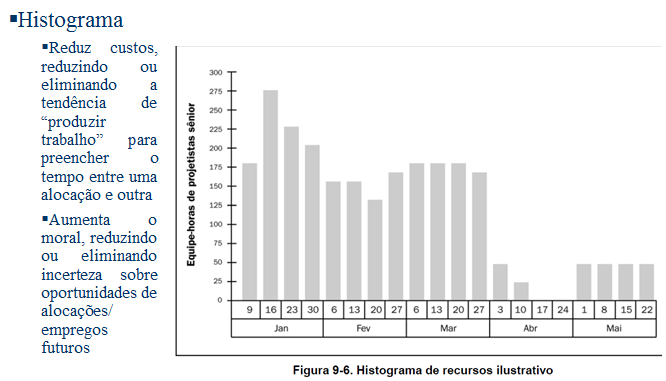 ▪Histograma
▪Reduz custos,
reduzindo ou
eliminando a
tendência de
“produzir
trabalho” para
preencher o
tempo entre uma
alocação e outra
▪Aumenta o
moral, reduzindo
ou eliminando
incerteza sobre
oportunidades de
alocações/
empregos
futuros
Equipe-horas de projetistas sênior
300
275
250
225
200
175
150
125
100
75
50
25
0
9 16 23 30 6 13 20 27 6 13 20 27 3 10 17 24 1 8 15 22
Jan Fev Mar Abr Mai
Figura 9-6. Histograma de recursos ilustrativo